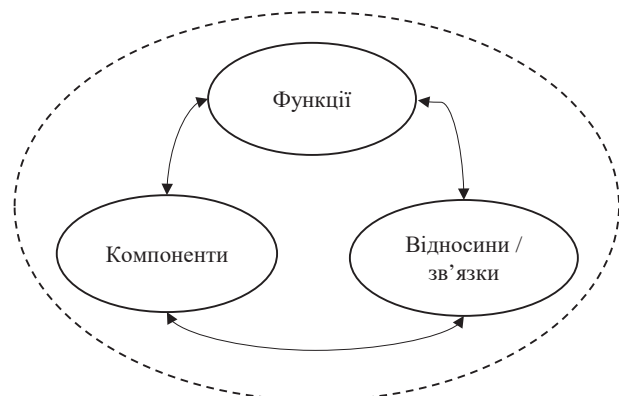 Функції
Компоненти
Відносини /
зв’язки